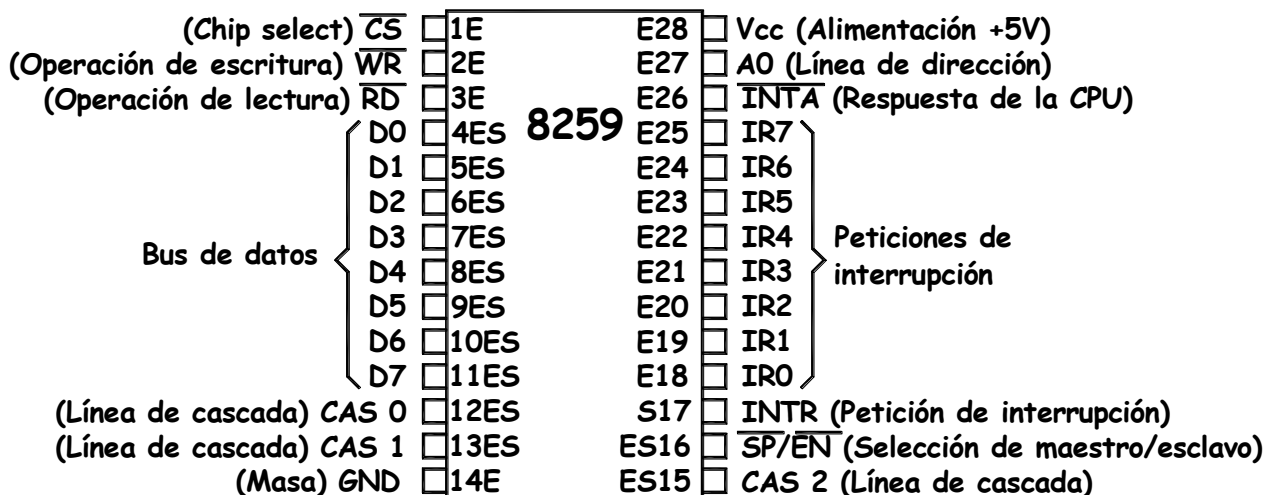 (Chip select) CS 1E E28 Vcc (Alimentación +5V)
(Operación de escritura) WR 2E E27 A0 (Línea de dirección)
(Operación de lectura) RD 3E E26 INTA (Respuesta de la CPU)
D0 4ES 8259 E25 IR7
D1 5ES E24 IR6
D2 6ES E23 IR5
D3 7ES E22 IR4 Peticiones de
Bus de datos D4 8ES E21 IR3 interrupción
D5 9ES E20 IR2
D6 10ES E19 IR1
D7 11ES E18 IR0
(Línea de cascada) CAS 0 12ES S17 INTR (Petición de interrupción)
(Línea de cascada) CAS 1 13ES ES16 SP/EN (Selección de maestro/esclavo)
(Masa) GND 14E ES15 CAS 2 (Línea de cascada)